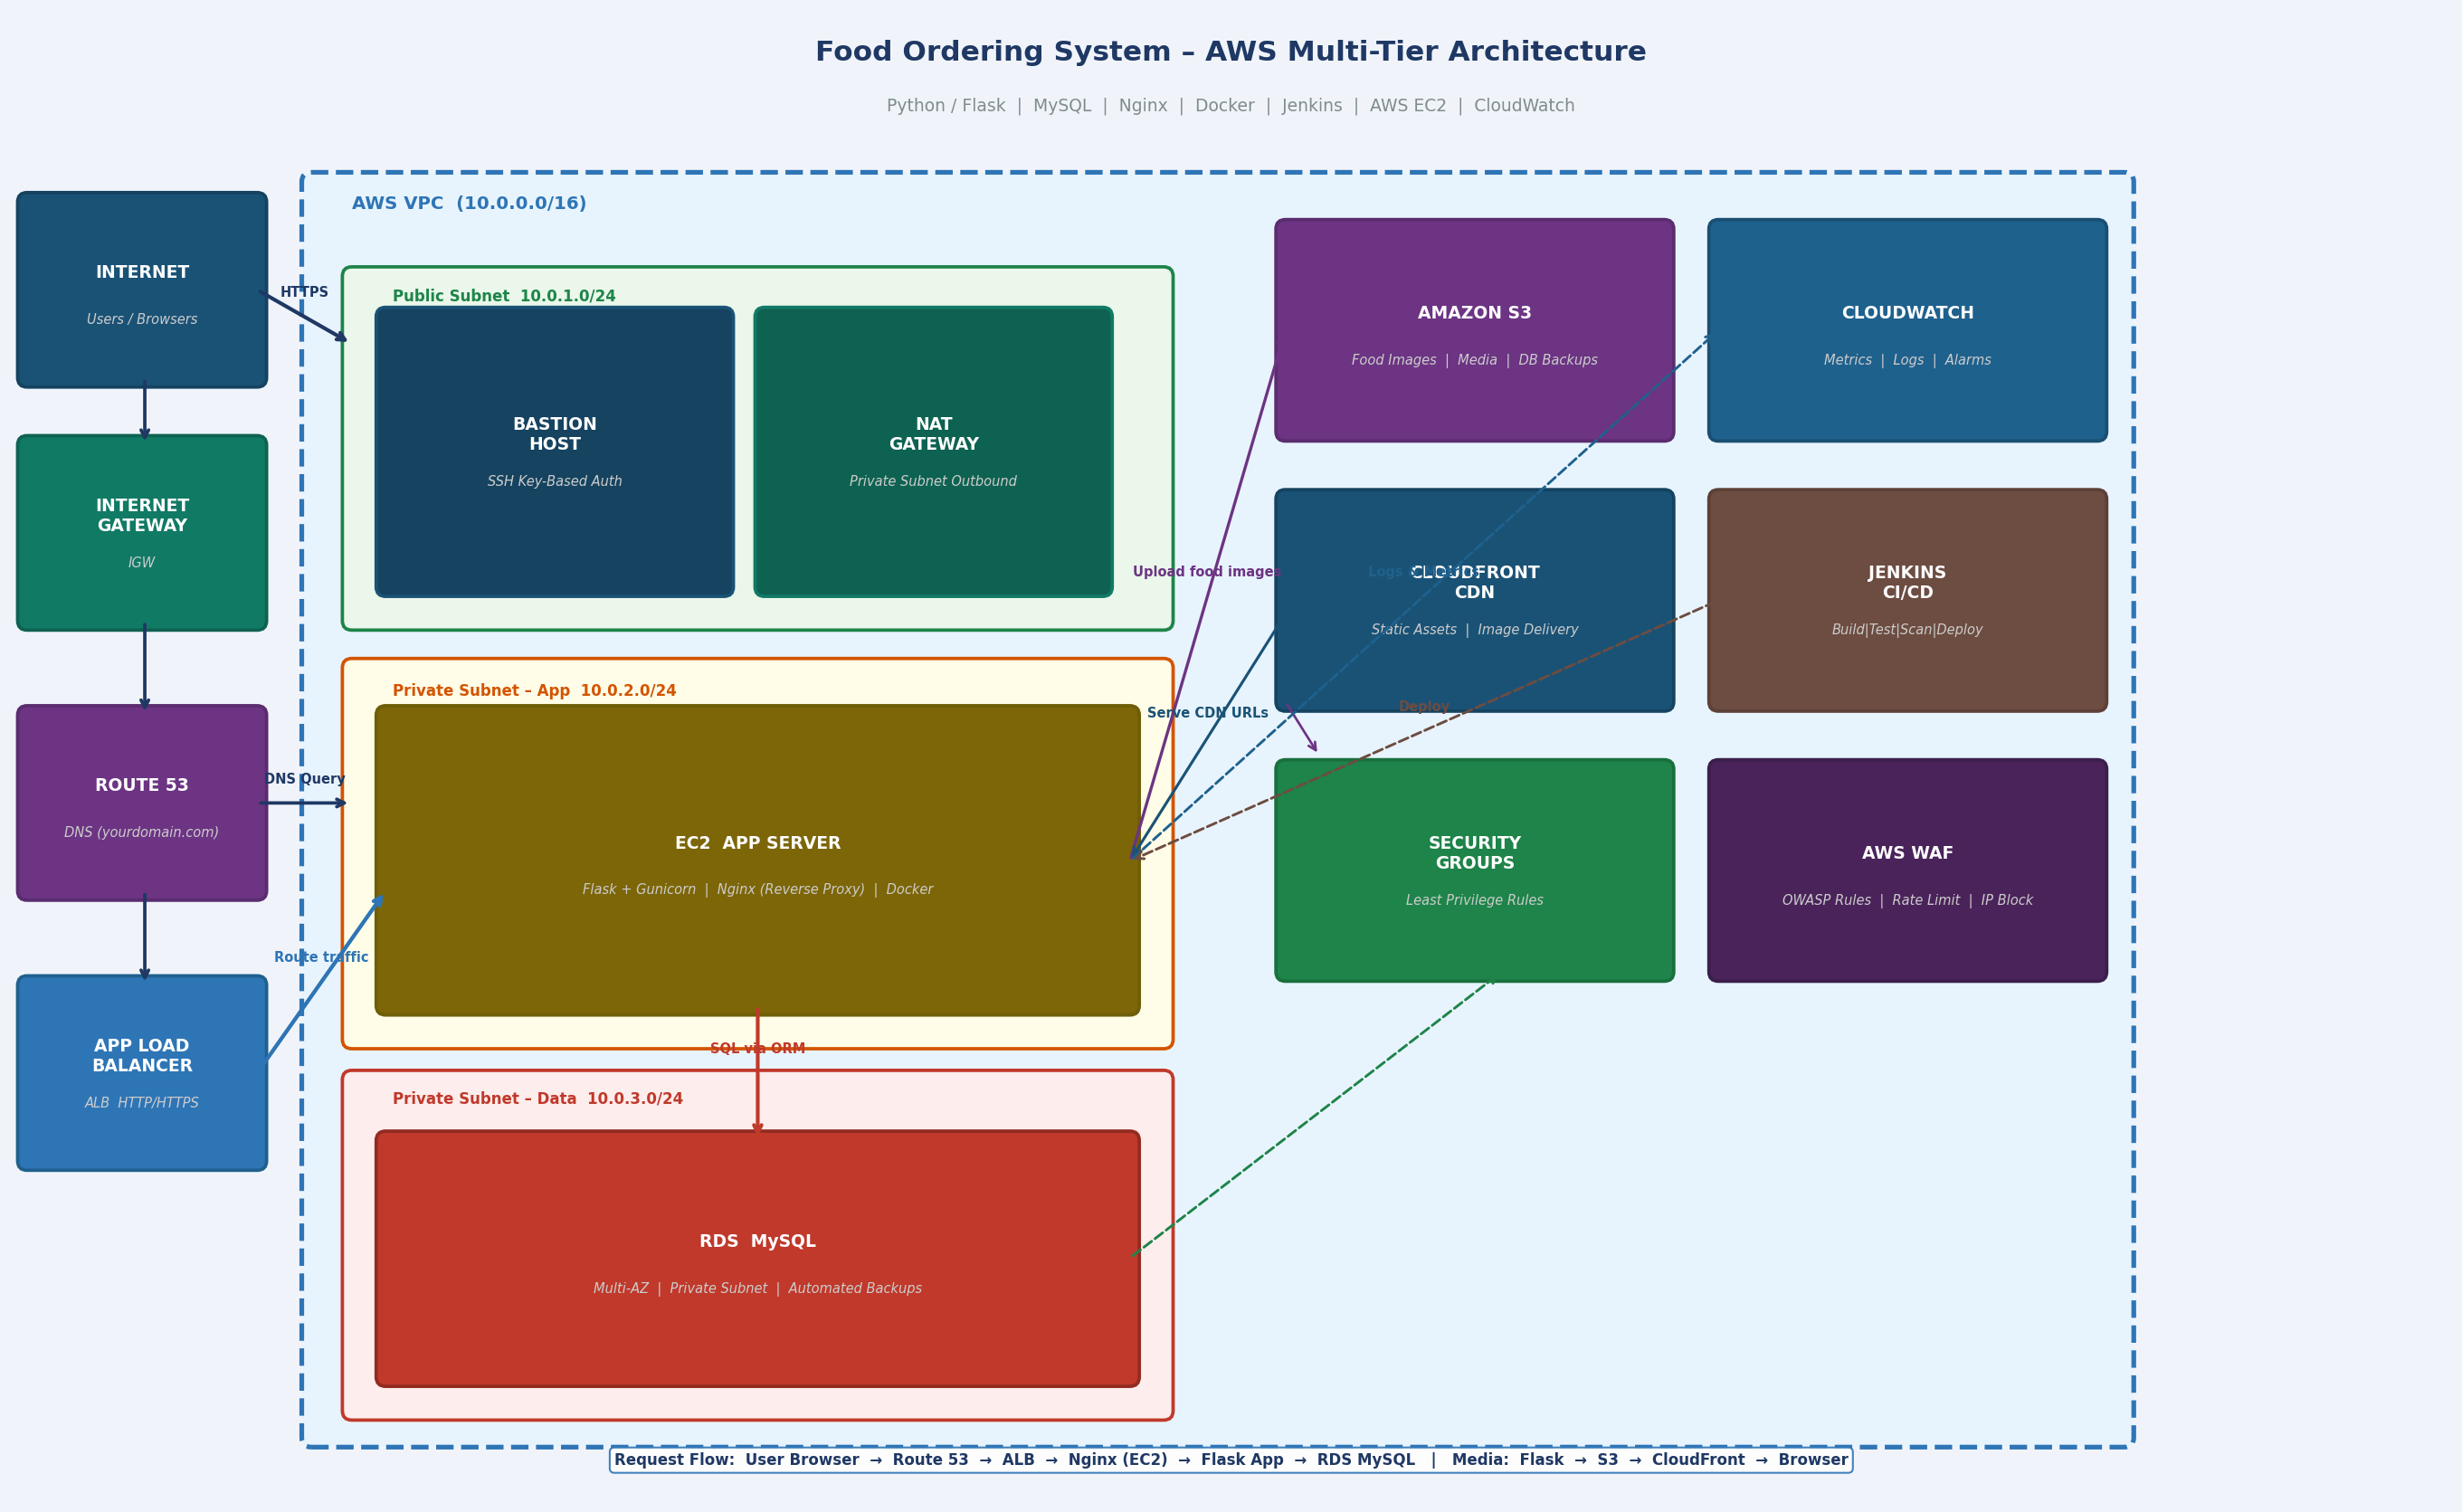 Food Ordering System – AWS Multi-Tier Architecture
Python / Flask | MySQL | Nginx | Docker | Jenkins | AWS EC2 | CloudWatch
INTERNET
Users / Browsers
HTTPS
INTERNET
GATEWAY
IGW
ROUTE 53
DNS (yourdomain.com)
DNS Query
APP LOAD
BALANCER
ALB HTTP/HTTPS
Route traffic
AWS VPC (10.0.0.0/16)
Public Subnet 10.0.1.0/24
BASTION
HOST
SSH Key-Based Auth
NAT
GATEWAY
Private Subnet Outbound
Private Subnet – App 10.0.2.0/24
EC2 APP SERVER
Flask + Gunicorn | Nginx (Reverse Proxy) | Docker
SQL via ORM
Private Subnet – Data 10.0.3.0/24
RDS MySQL
Multi-AZ | Private Subnet | Automated Backups
AMAZON S3
Food Images | Media | DB Backups
CLOUDWATCH
Metrics | Logs | Alarms
Upload food images
Logs
CLOUDFRONT
CDN
Static Assets | Image Delivery
JENKINS
CI/CD
Build|Test|Scan|Deploy
Serve CDN URLs
Deploy
SECURITY
GROUPS
Least Privilege Rules
AWS WAF
OWASP Rules | Rate Limit | IP Block
Request Flow: User Browser → Route 53 → ALB → Nginx (EC2) → Flask App → RDS MySQL | Media: Flask → S3 → CloudFront → Browser